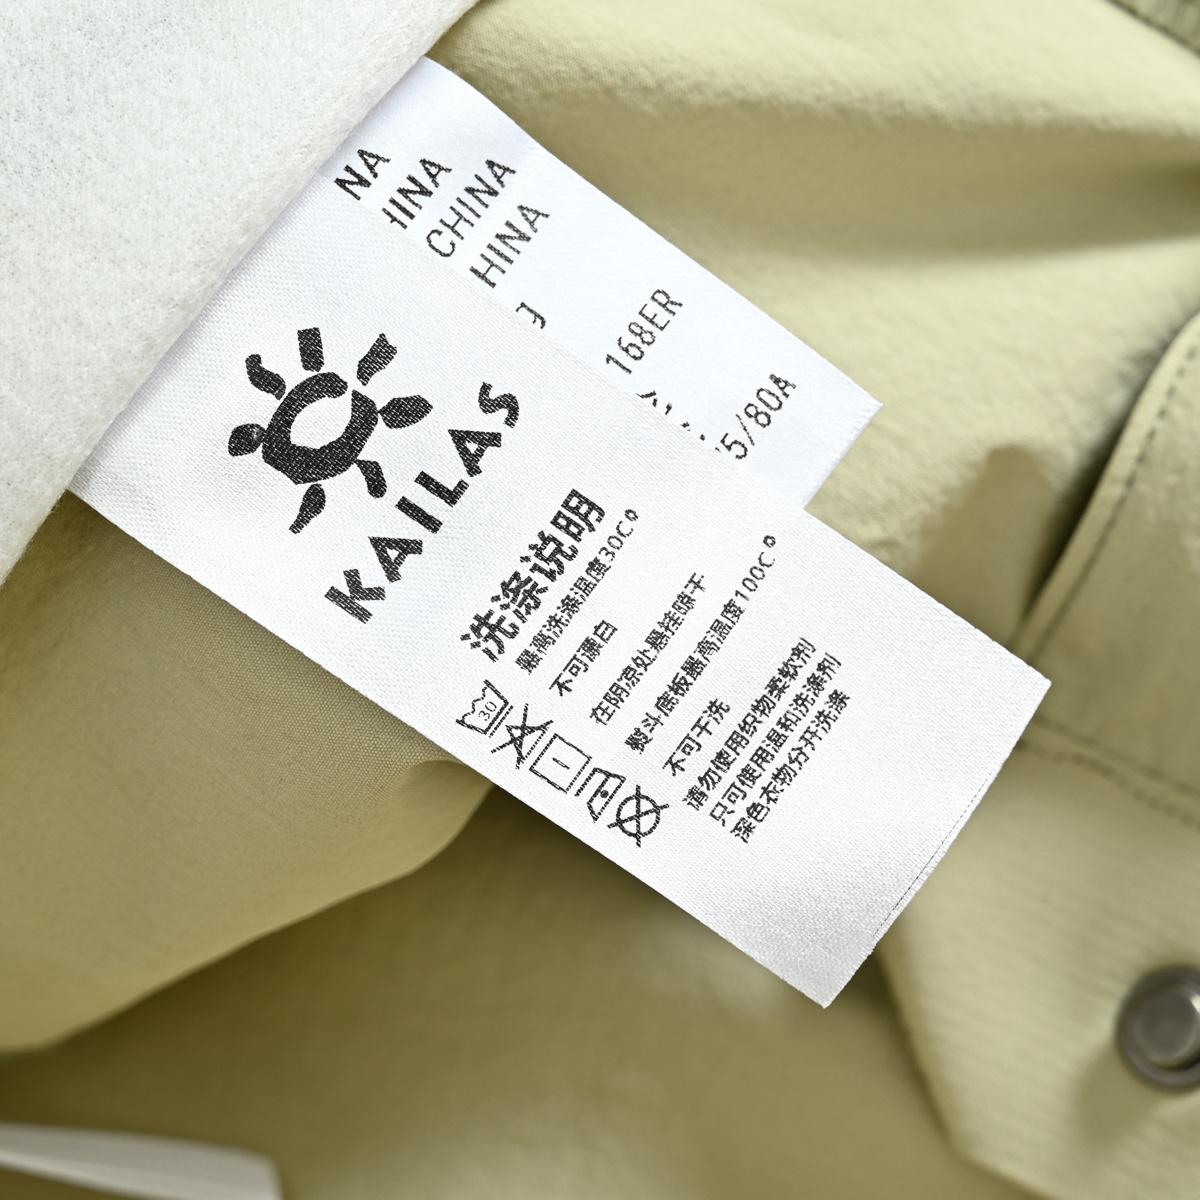 NA
HINA
CHINA
HINA
g
168ER
5/80A
KAILAS
洗涤说明
最高洗澡温度30C°
30
不可漂白
在阴凉处悬挂晾干
熨斗底板最高温度100C°
不可干洗
请勿使用织物柔软剂
只可使用温和洗涤剂
深色衣物分开洗涤